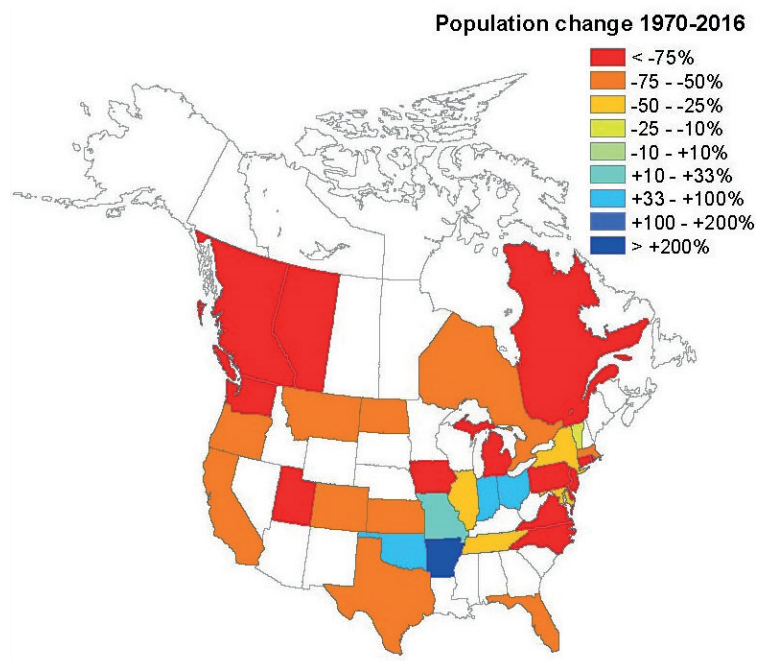 Population change 1970-2016
< -75%
-75 - -50%
-50 - -25%
-25 - -10%
-10 - +10%
+10 - +33%
+33 - +100%
+100 - +200%
> +200%